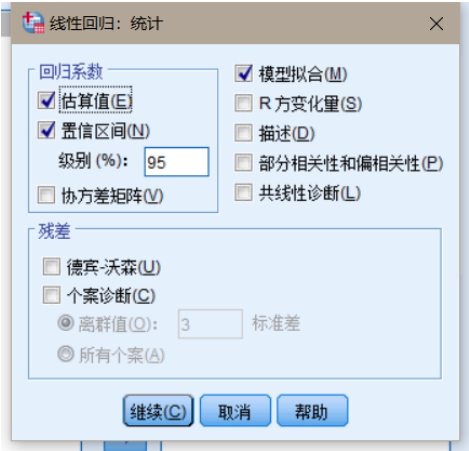 线性回归：统计
回归系数
估算值(E)
置信区间(N)
级别 (%)： 95
协方差矩阵(V)
模型拟合(M)
R 方变化量(S)
描述(D)
部分相关性和偏相关性(P)
共线性诊断(L)
残差
德宾-沃森(U)
个案诊断(C)
离群值(O)： 3 标准差
所有个案(A)
继续(C) 取消 帮助